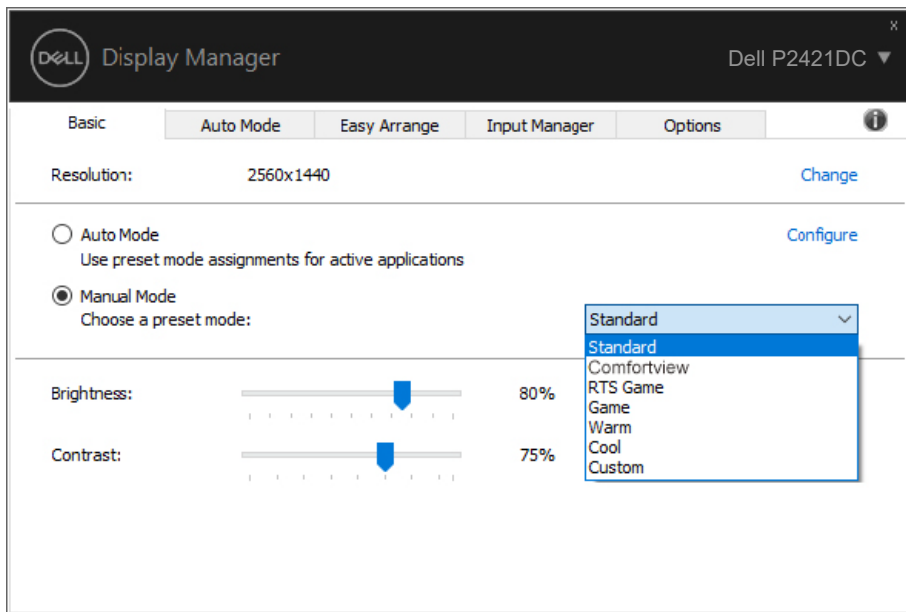 x
DELL Display Manager Dell P2421DC ▼
Basic Auto Mode Easy Arrange Input Manager Options
Resolution: 2560x1440 Change
Auto Mode Configure
Use preset mode assignments for active applications
Manual Mode
Choose a preset mode: Standard
Standard
Comfortview
RTS Game
Game
Warm
Cool
Custom
Brightness: 80%
Contrast: 75%